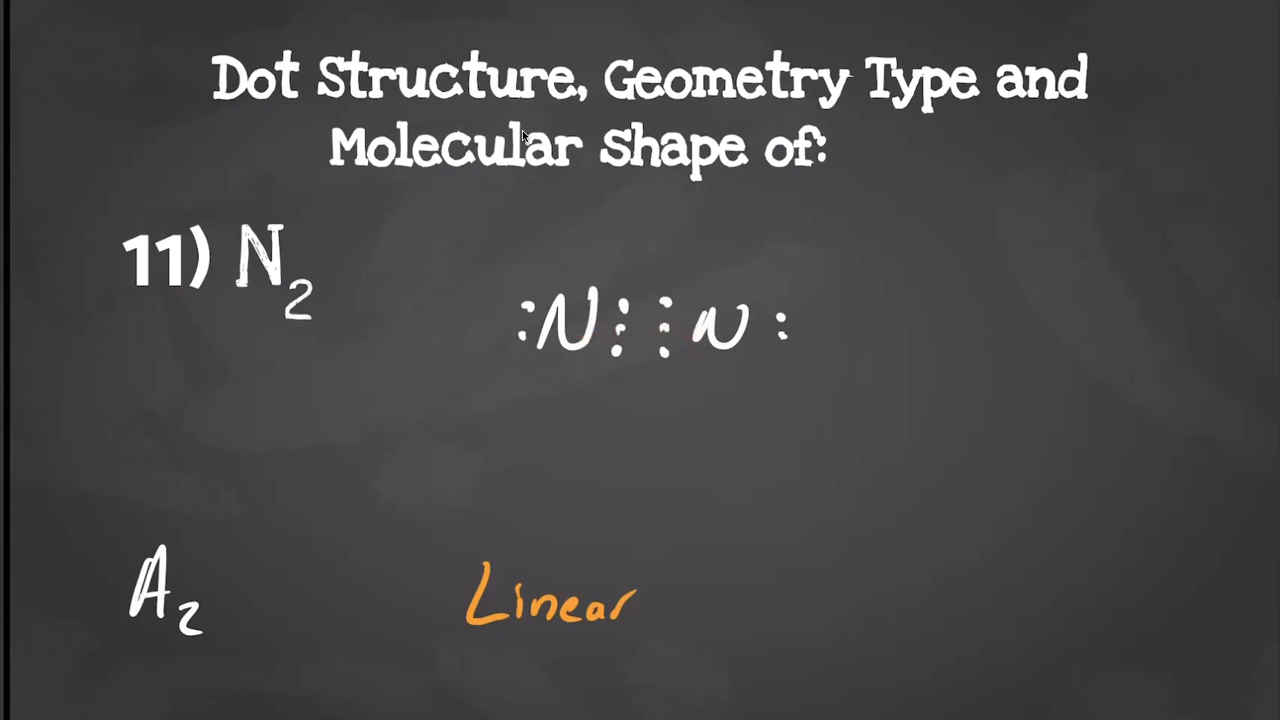 Dot Structure, Geometry Type and
Molecular Shape of:
11) N₂
:N⋮ ⋮N:
A₂
Linear